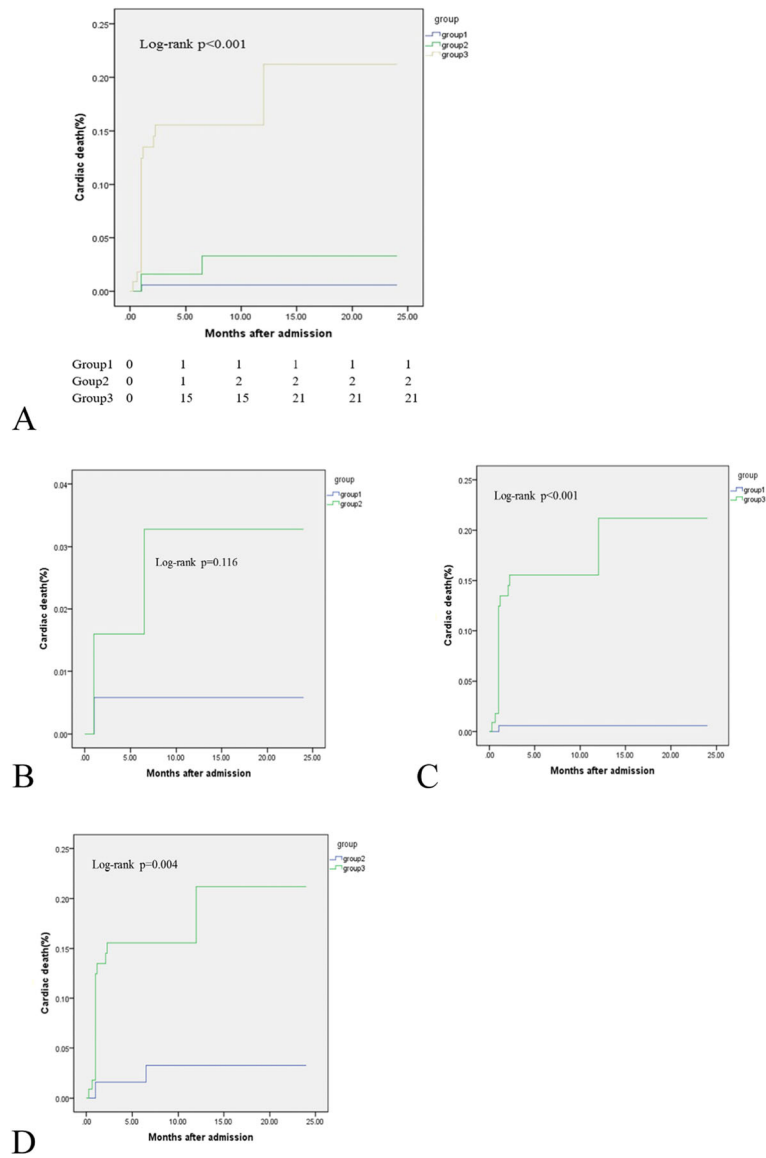 group
Log-rank p<0.001
group1
group2
group3
0.25
0.20
0.15
0.10
0.05
0.00
Cardiac death(%)
.00 5.00 10.00 15.00 20.00 25.00
Months after admission
Group1 0 1 1 1 1 1
Goup2 0 1 2 2 2 2
Group3 0 15 15 21 21 21
A
group
group1
group2
Log-rank p=0.116
0.04
0.03
0.02
0.01
0.00
Cardiac death(%)
.00 5.00 10.00 15.00 20.00 25.00
Months after admission
B
group
group1
group3
Log-rank p<0.001
0.25
0.20
0.15
0.10
0.05
0.00
Cardiac death(%)
.00 5.00 10.00 15.00 20.00 25.00
Months after admission
C
group
group2
group3
Log-rank p=0.004
0.25
0.20
0.15
0.10
0.05
0.00
Cardiac death(%)
.00 5.00 10.00 15.00 20.00 25.00
Months after admission
D